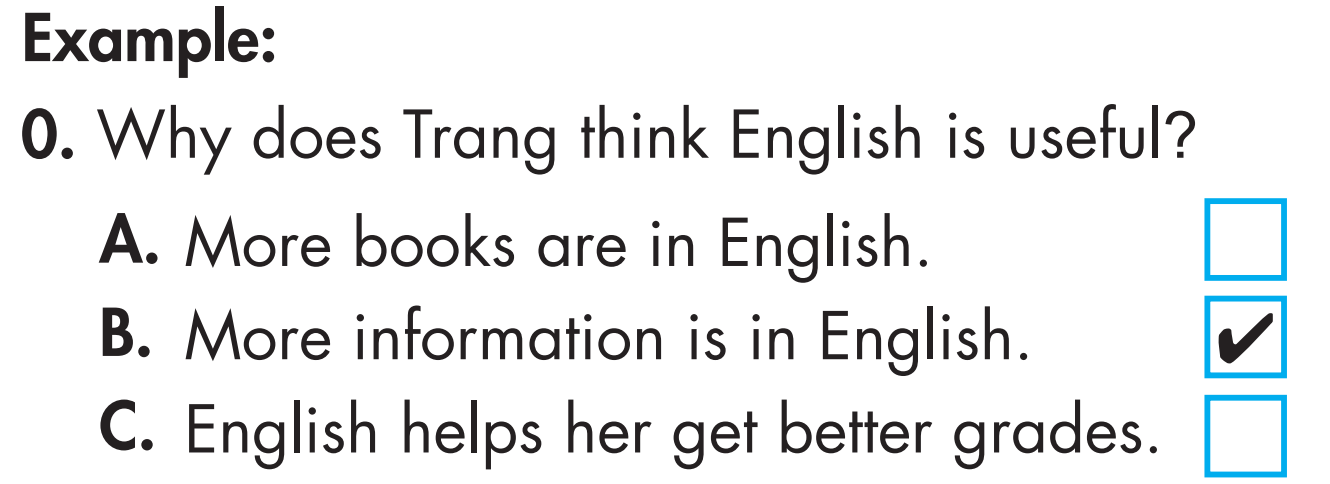 Example:
0. Why does Trang think English is useful?
A. More books are in English.
B. More information is in English. ✔
C. English helps her get better grades.